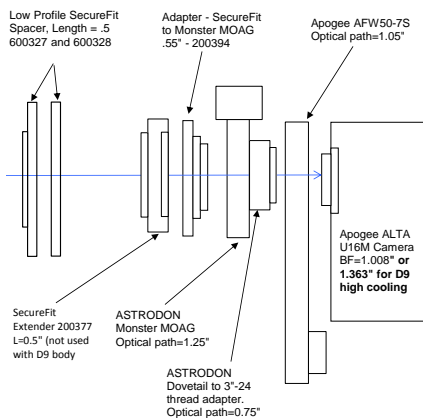 Low Profile SecureFit
Spacer, Length = .5
600327 and 600328
Adapter - SecureFit
to Monster MOAG
.55" - 200394
Apogee AFW50-7S
Optical path=1.05"
Apogee ALTA
U16M Camera
BF=1.008" or
1.363" for D9
high cooling
SecureFit
Extender 200377
L=0.5" (not used
with D9 body
ASTRODON
Monster MOAG
Optical path=1.25"
ASTRODON
Dovetail to 3"-24
thread adapter.
Optical path=0.75"